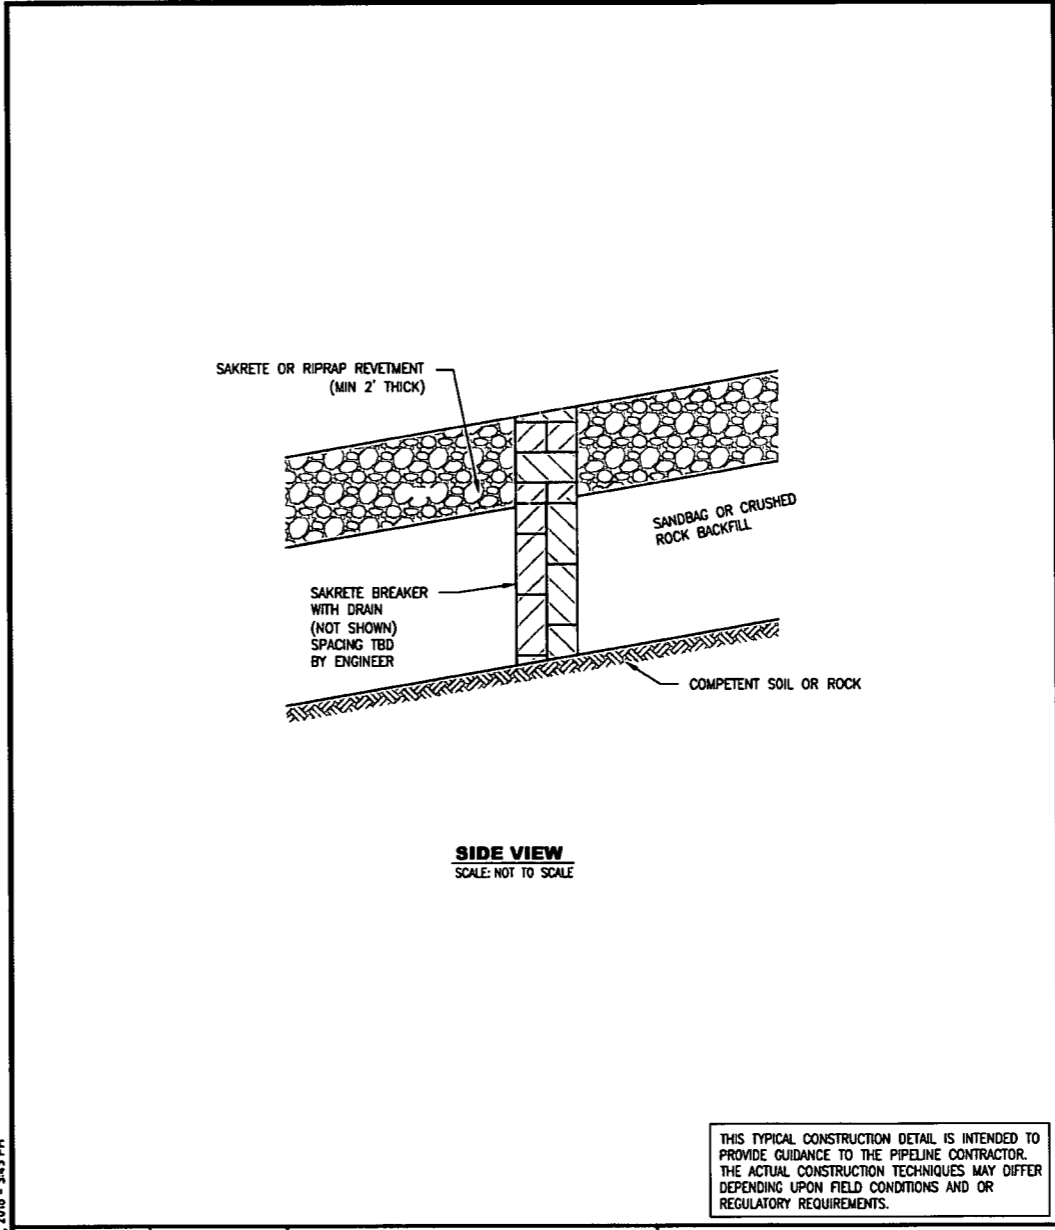 SAKRETE OR RIPRAP REVETMENT
(MIN 2' THICK)
SANDBAG OR CRUSHED
ROCK BACKFILL
SAKRETE BREAKER
WITH DRAIN
(NOT SHOWN)
SPACING TBD
BY ENGINEER
COMPETENT SOIL OR ROCK
SIDE VIEW
SCALE: NOT TO SCALE
THIS TYPICAL CONSTRUCTION DETAIL IS INTENDED TO
PROVIDE GUIDANCE TO THE PIPELINE CONTRACTOR.
THE ACTUAL CONSTRUCTION TECHNIQUES MAY DIFFER
DEPENDING UPON FIELD CONDITIONS AND OR
REGULATORY REQUIREMENTS.